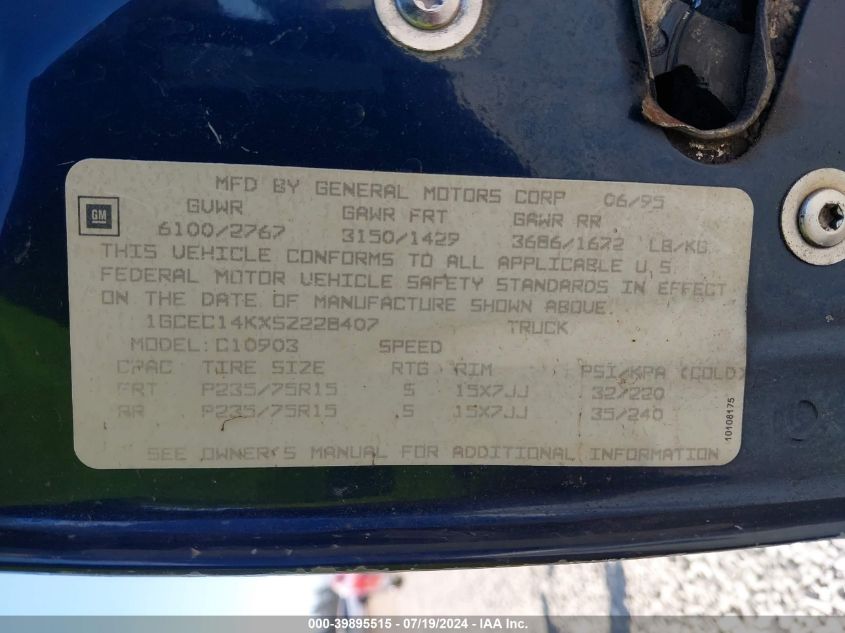 MFD BY GENERAL MOTORS CORP 06/95
GM
GVWR GAWR FRT GAWR RR
6100/2767 3150/1429 3686/1672 LB/KG
THIS VEHICLE CONFORMS TO ALL APPLICABLE U.S.
FEDERAL MOTOR VEHICLE SAFETY STANDARDS IN EFFECT
ON THE DATE OF MANUFACTURE SHOWN ABOVE.
1GCEC14KXSZ228407 TRUCK
MODEL: C10903 SPEED
CPAC TIRE SIZE RTG RIM PSI/KPA (COLD)
FRT P235/75R15 S 15X7JJ 32/220
RR P235/75R15 S 15X7JJ 35/240
SEE OWNER'S MANUAL FOR ADDITIONAL INFORMATION
10108175
000-39895515 - 07/19/2024 - IAA Inc.